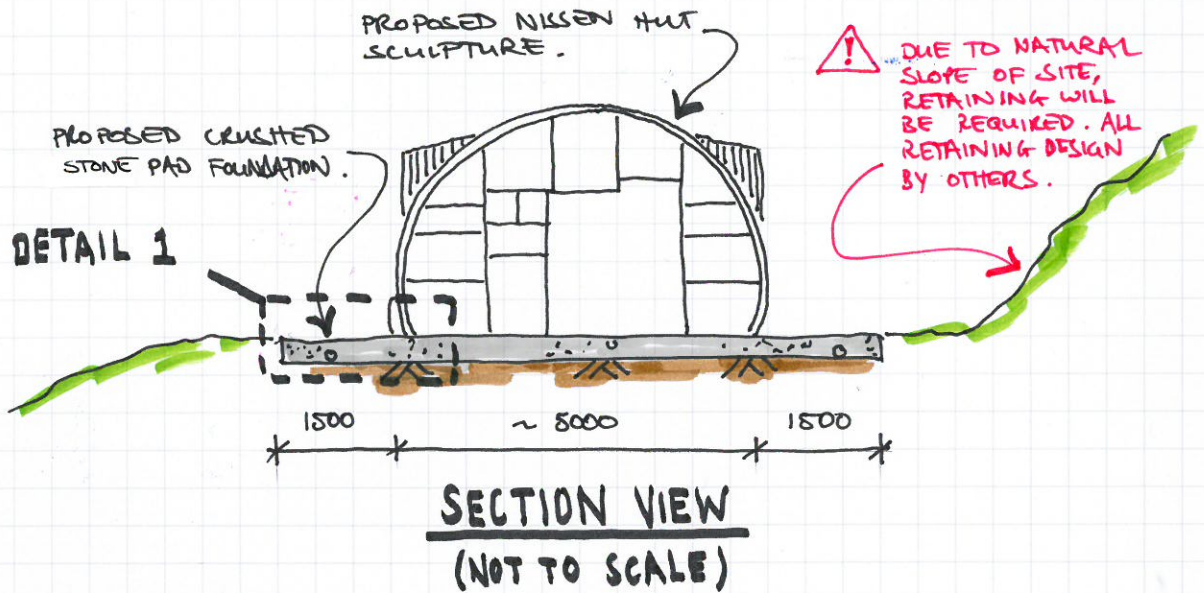 PROPOSED NISSEN HUT
SCULPTURE.
DUE TO NATURAL
SLOPE OF SITE,
RETAINING WILL
BE REQUIRED. ALL
RETAINING DESIGN
BY OTHERS.
!
PROPOSED CRUSHED
STONE PAD FOUNDATION.
DETAIL 1
1500
~ 5000
1500
SECTION VIEW
(NOT TO SCALE)